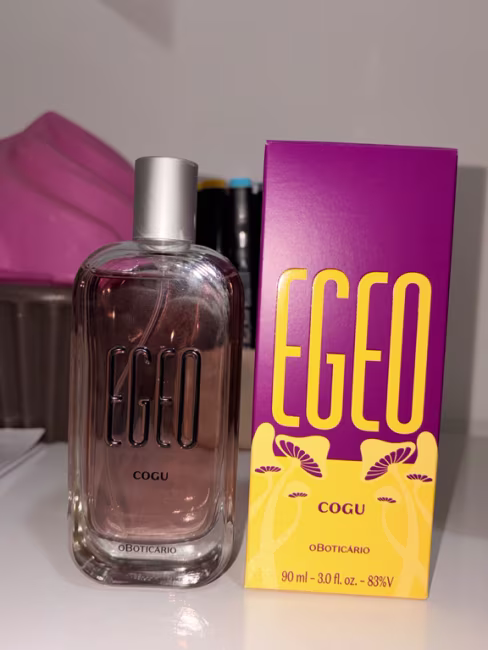 EGEO
COGU
oBOTICÁRIO
EGEO
COGU
oBOTICÁRIO
90 ml - 3.0 fl. oz. - 83%V